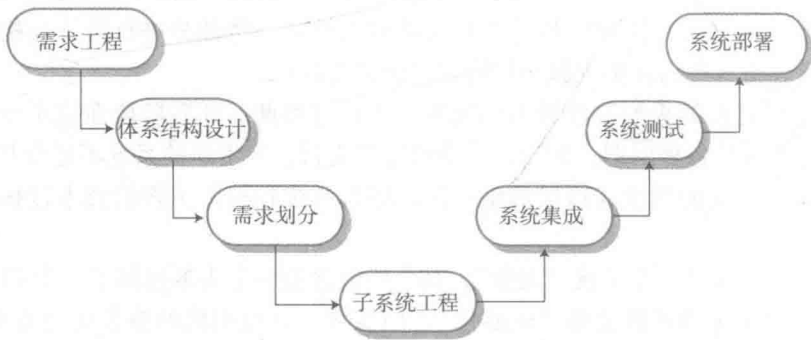 需求工程
体系结构设计
需求划分
子系统工程
系统集成
系统测试
系统部署